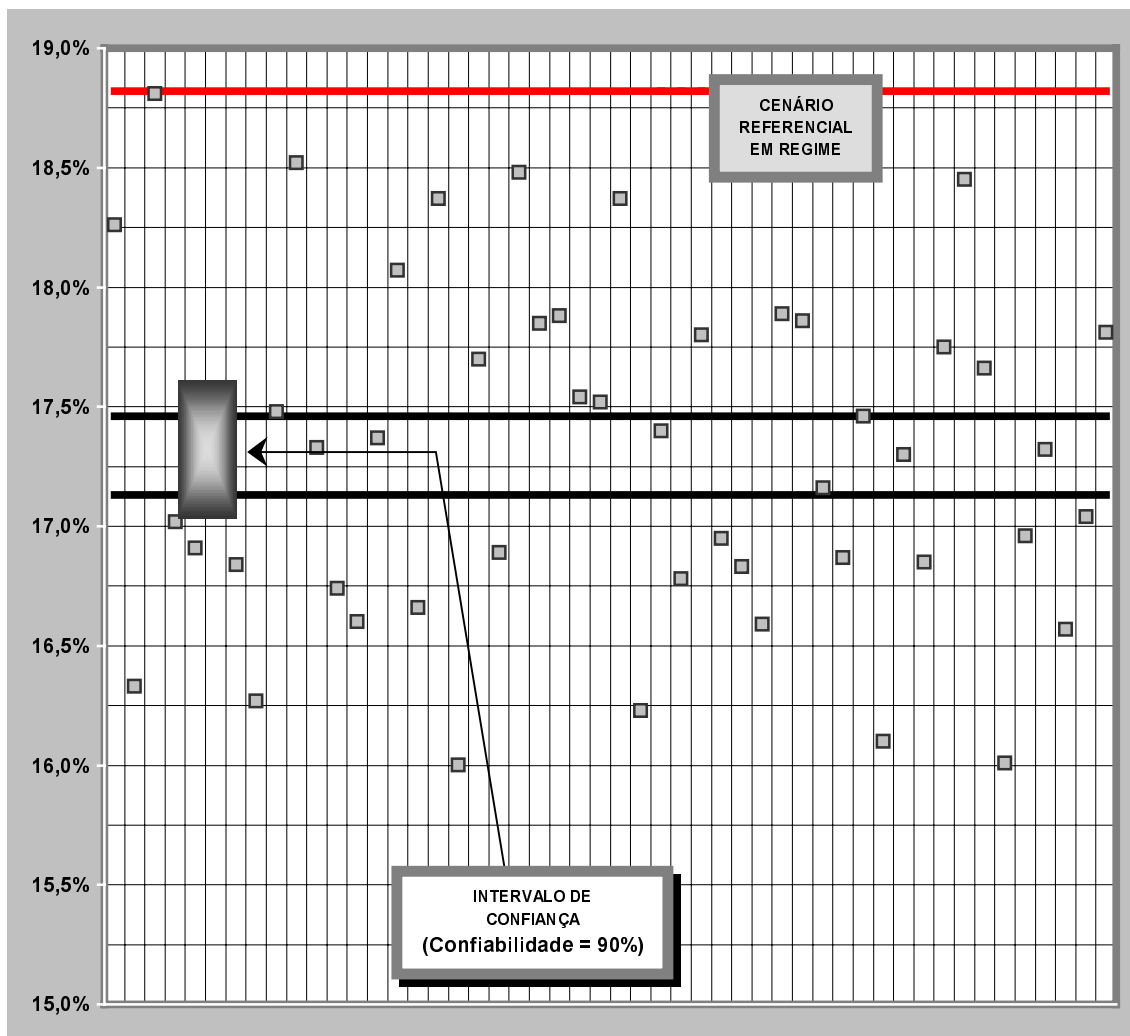 19,0%
CENÁRIO
REFERENCIAL
EM REGIME
18,5%
18,0%
17,5%
17,0%
16,5%
16,0%
15,5%
INTERVALO DE
CONFIANÇA
(Confiabilidade = 90%)
15,0%